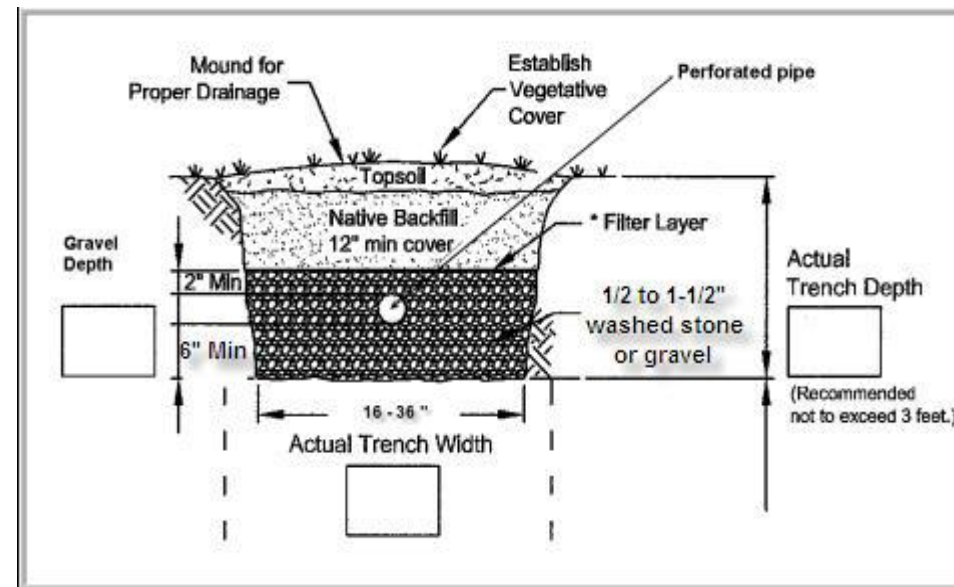 Mound for
Proper Drainage
Establish
Vegetative
Cover
Perforated pipe
Topsoil
Native Backfill
12" min cover
* Filter Layer
Gravel
Depth
2" Min
6" Min
1/2 to 1-1/2"
washed stone
or gravel
Actual
Trench Depth
(Recommended
not to exceed 3 feet.)
16 - 36 "
Actual Trench Width